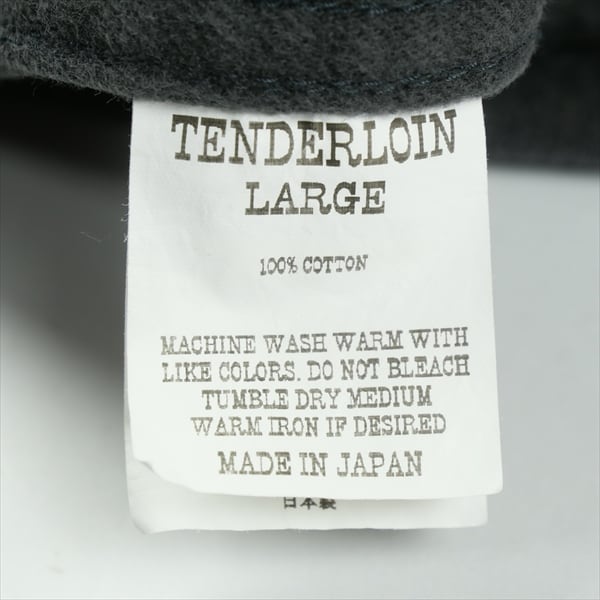 TENDERLOIN
LARGE
100% COTTON
MACHINE WASH WARM WITH
LIKE COLORS. DO NOT BLEACH
TUMBLE DRY MEDIUM
WARM IRON IF DESIRED
MADE IN JAPAN
日本製